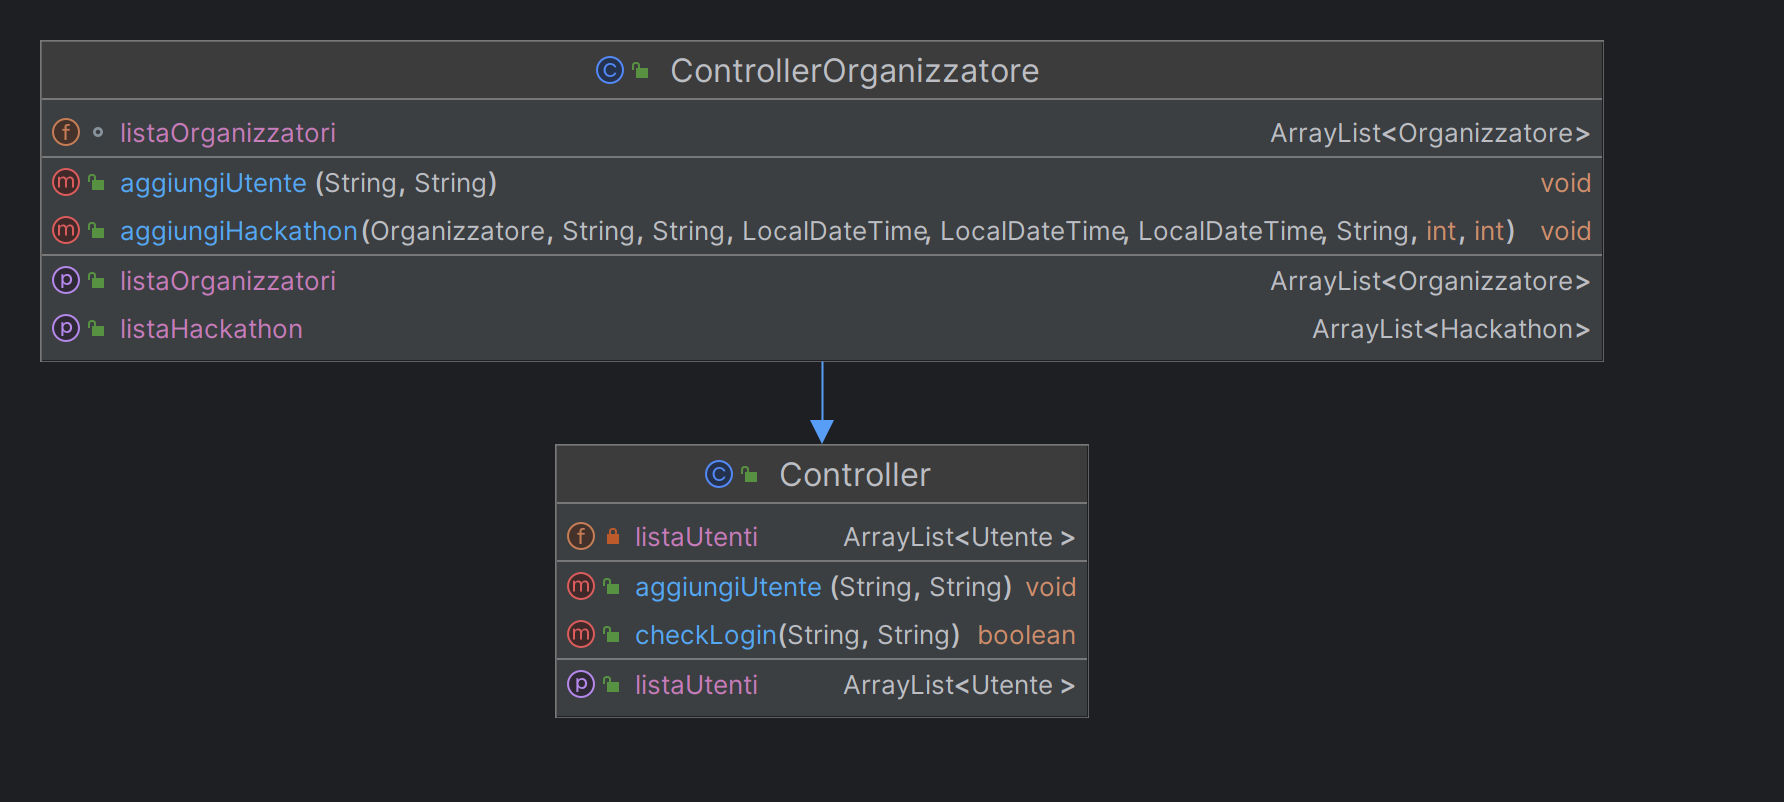 ControllerOrganizzatore
listaOrganizzatori ArrayList<Organizzatore>
aggiungiUtente (String, String) void
aggiungiHackathon(Organizzatore, String, String, LocalDateTime, LocalDateTime, LocalDateTime, String, int, int) void
listaOrganizzatori ArrayList<Organizzatore>
listaHackathon ArrayList<Hackathon>
Controller
listaUtenti ArrayList<Utente >
aggiungiUtente (String, String) void
checkLogin(String, String) boolean
listaUtenti ArrayList<Utente >